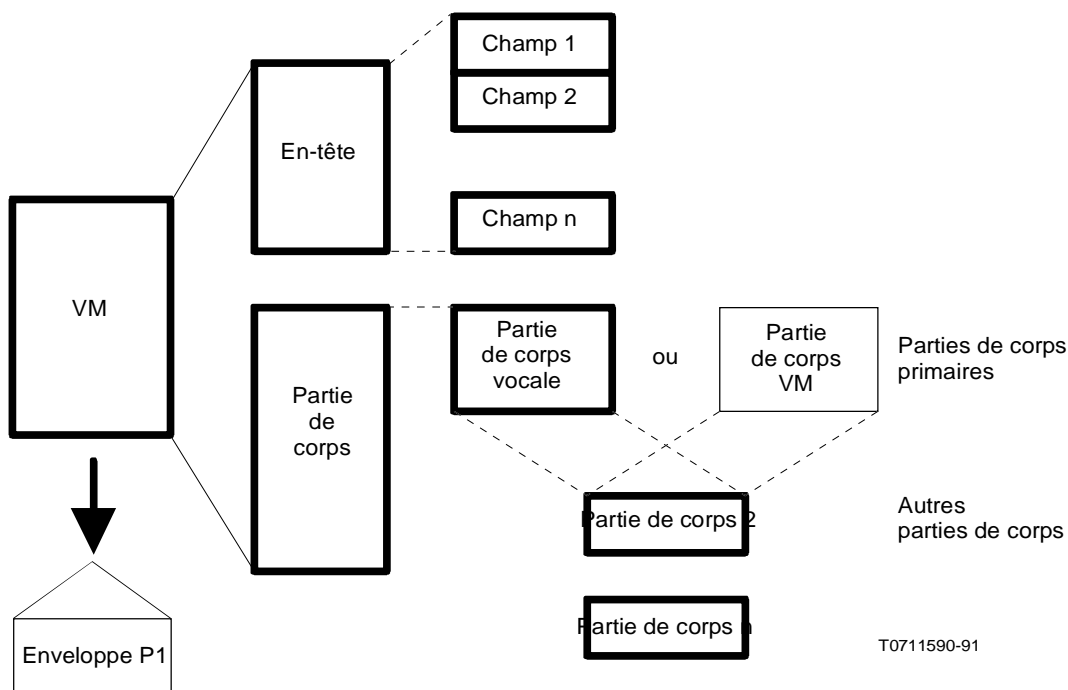 Champ 1
Champ 2
En-tête
Champ n
VM
Partie
de corps
vocale
ou
Partie
de corps
VM
Parties de corps
primaires
Partie
de
corps
Partie de corps 2
Autres
parties de corps
Partie de corps n
Enveloppe P1
T0711590-91